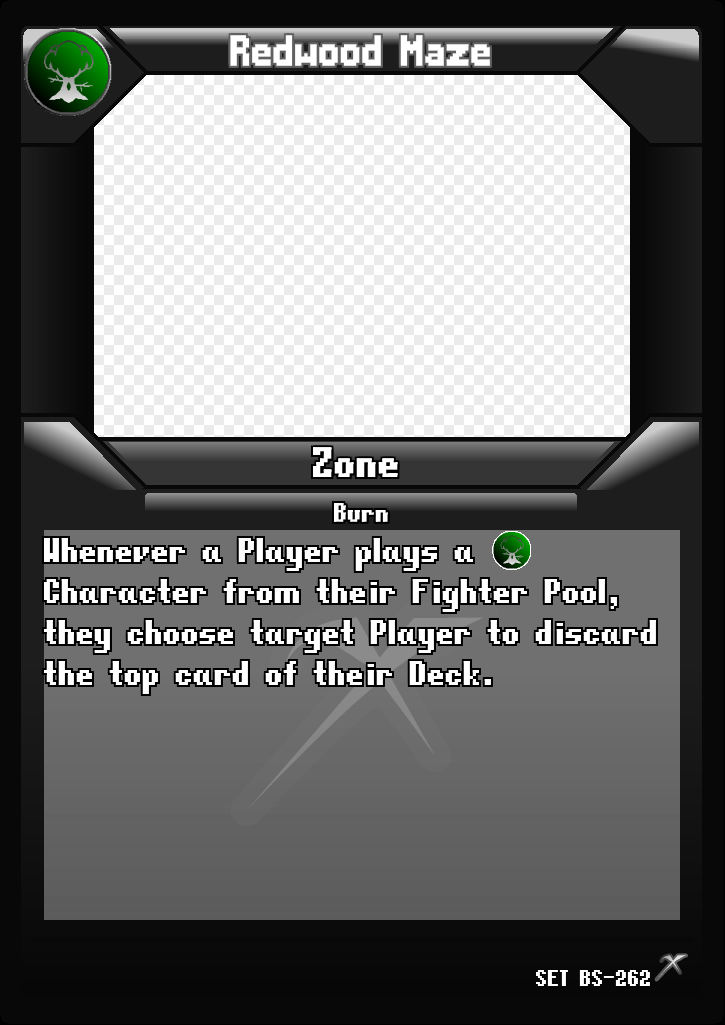 Redwood Maze
Zone
Burn
Whenever a Player plays a
Character from their Fighter Pool,
they choose target Player to discard
the top card of their Deck.
SET BS-262